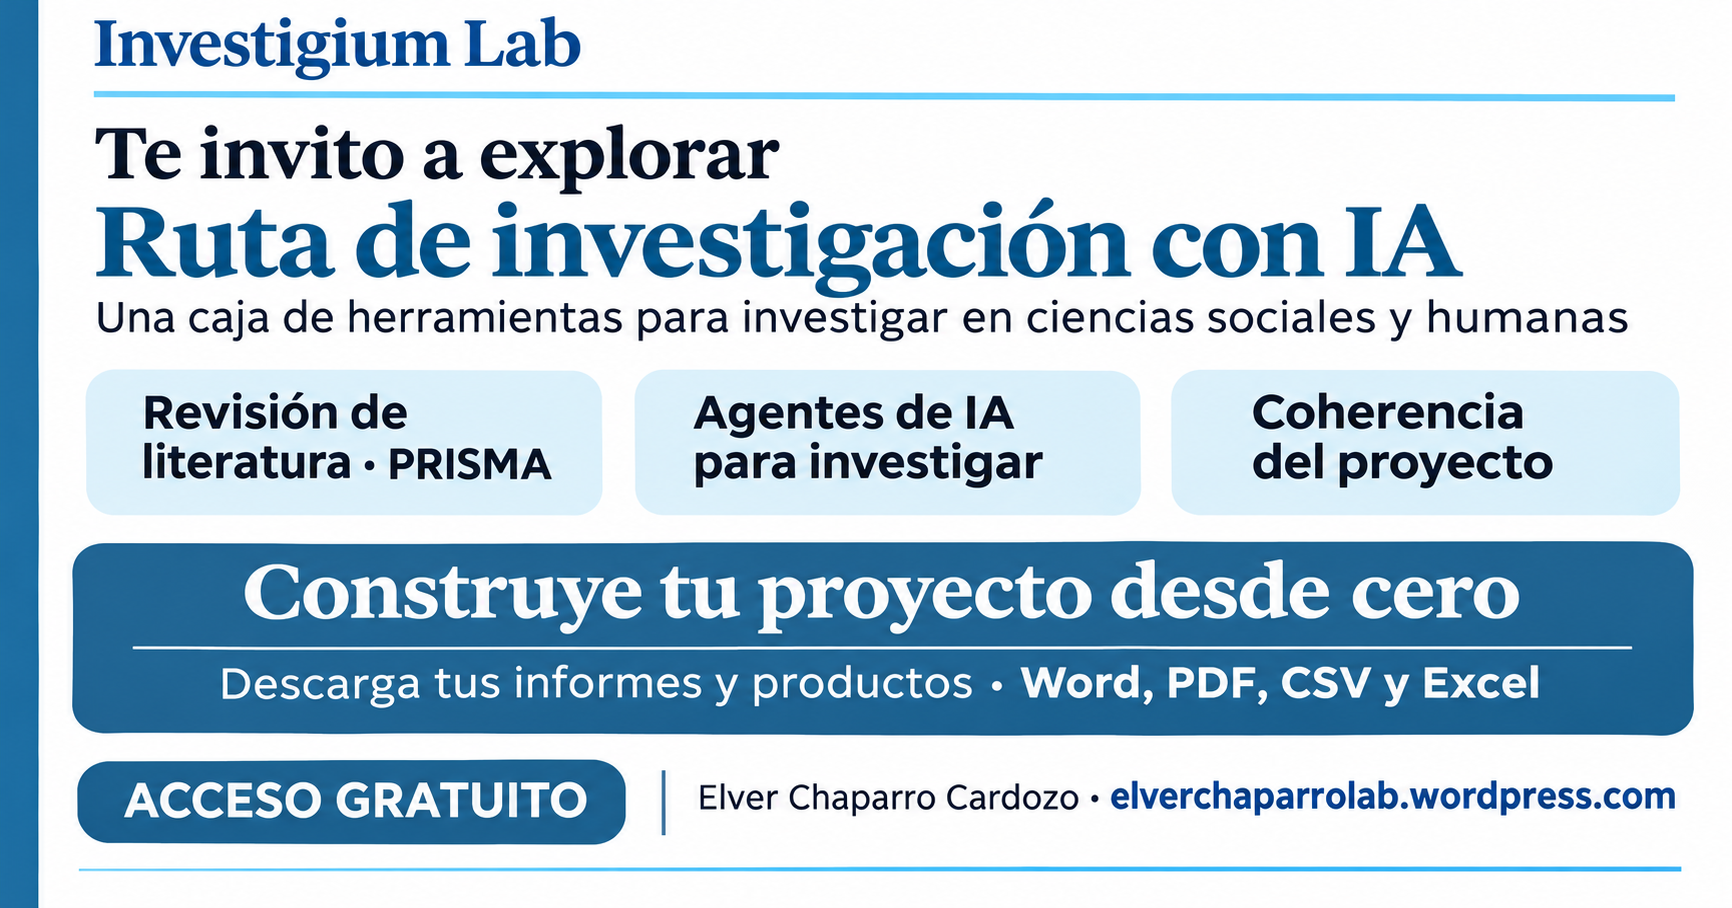 Investigium Lab
Te invito a explorar
Ruta de investigación con IA
Una caja de herramientas para investigar en ciencias sociales y humanas
Revisión de
literatura · PRISMA
Agentes de IA
para investigar
Coherencia
del proyecto
Construye tu proyecto desde cero
Descarga tus informes y productos · Word, PDF, CSV y Excel
ACCESO GRATUITO
Elver Chaparro Cardozo · elverchaparrolab.wordpress.com